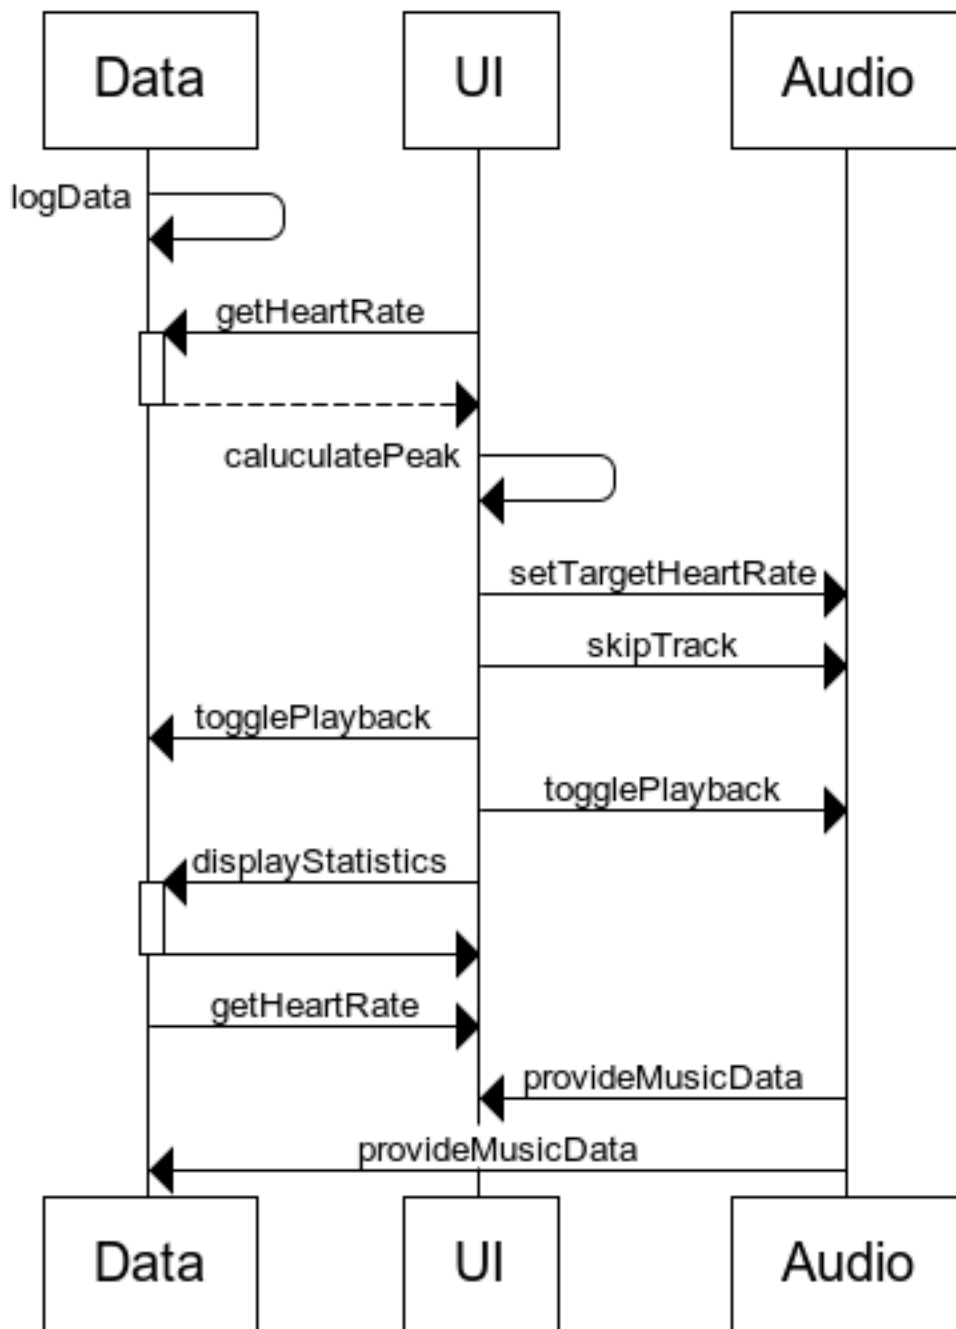 Data
UI
Audio
logData
getHeartRate
caluculatePeak
setTargetHeartRate
skipTrack
togglePlayback
togglePlayback
displayStatistics
getHeartRate
provideMusicData
provideMusicData
Data
UI
Audio